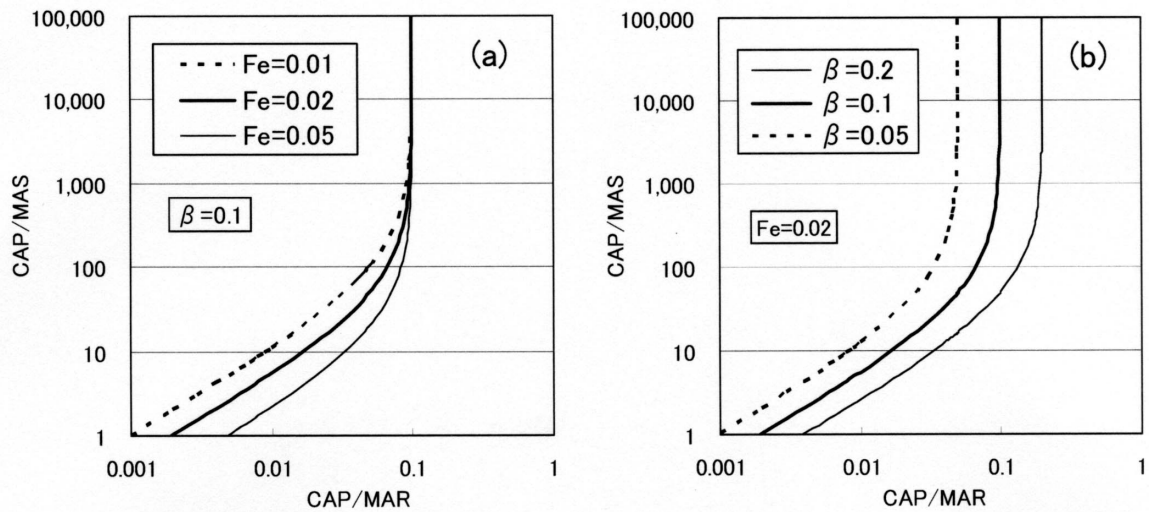 100,000
10,000
1,000
100
10
1
CAP/MAS
0.001 0.01 0.1 1
CAP/MAR
(a)
Fe=0.01
Fe=0.02
Fe=0.05
β=0.1
100,000
10,000
1,000
100
10
1
CAP/MAS
0.001 0.01 0.1 1
CAP/MAR
(b)
β=0.2
β=0.1
β=0.05
Fe=0.02